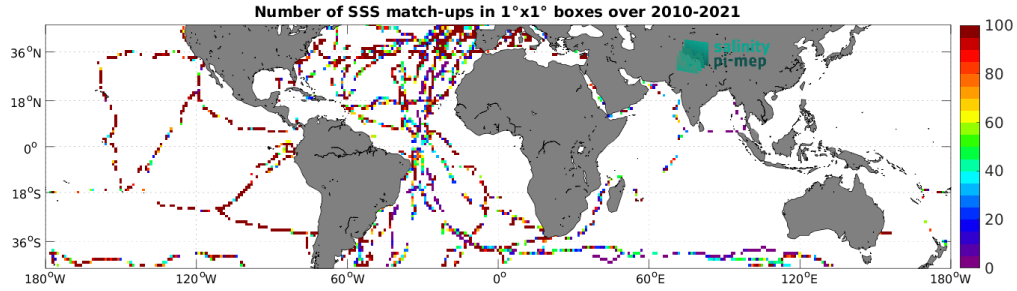 Number of SSS match-ups in 1°x1° boxes over 2010-2021
salinity
pi-mep
36°N
18°N
0°
18°S
36°S
180°W 120°W 60°W 0° 60°E 120°E 180°W
100
80
60
40
20
0